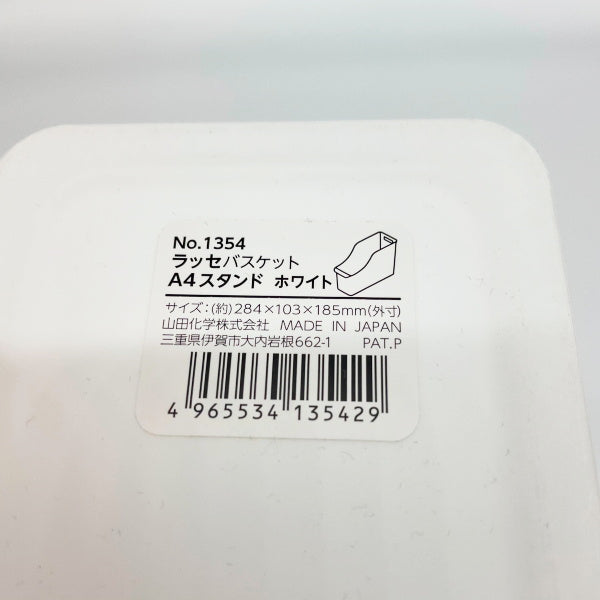 No.1354
ラッセバスケット
A4スタンド ホワイト
サイズ:(約)284×103×185mm(外寸)
山田化学株式会社 MADE IN JAPAN
三重県伊賀市大内岩根662-1 PAT.P
4 965534 135429